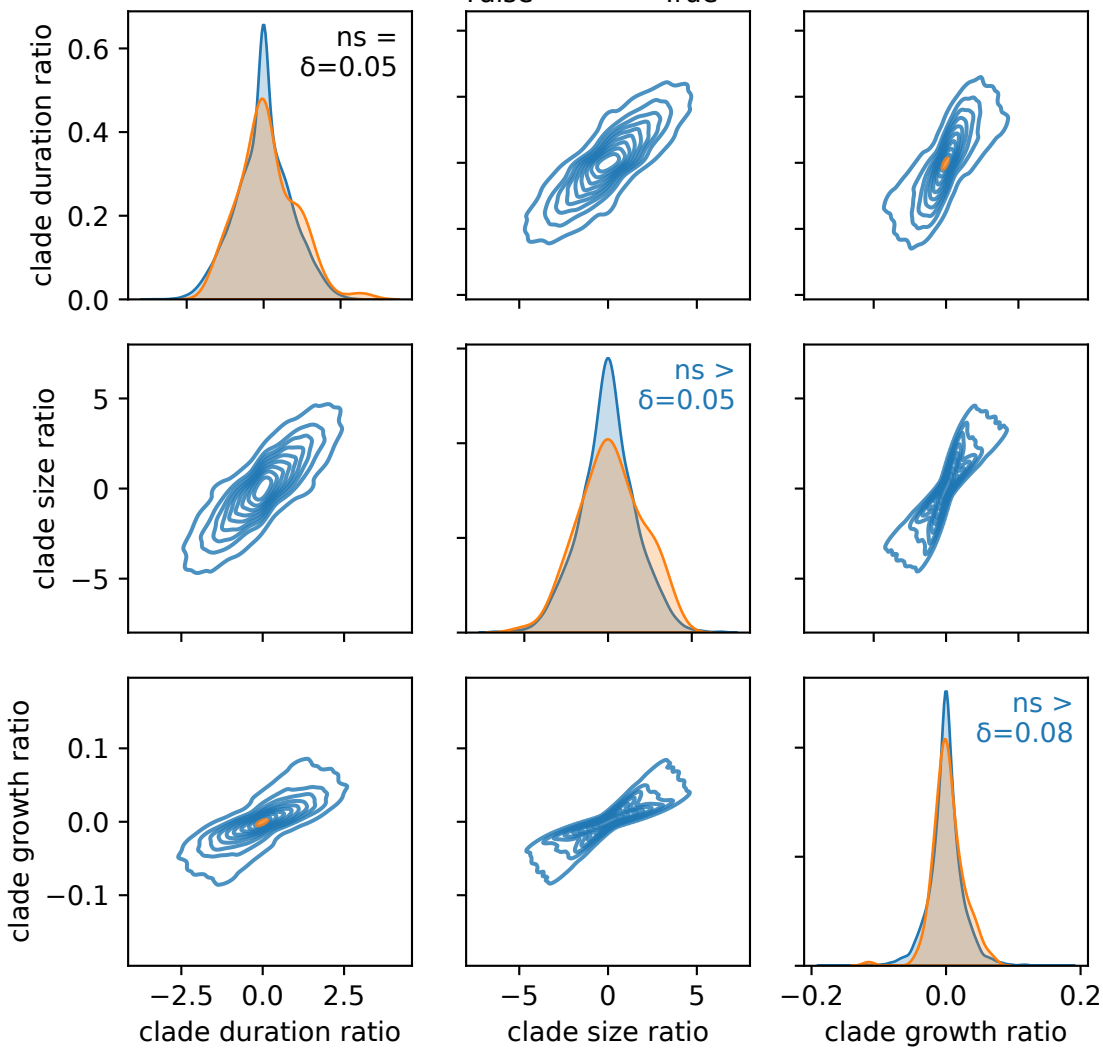 clade duration ratio
0.6
0.4
0.2
0.0
ns =
δ=0.05
clade size ratio
5
0
−5
ns >
δ=0.05
clade growth ratio
0.1
0.0
−0.1
ns >
δ=0.08
−2.5 0.0 2.5
−5 0 5
−0.2 0.0 0.2
clade duration ratio
clade size ratio
clade growth ratio